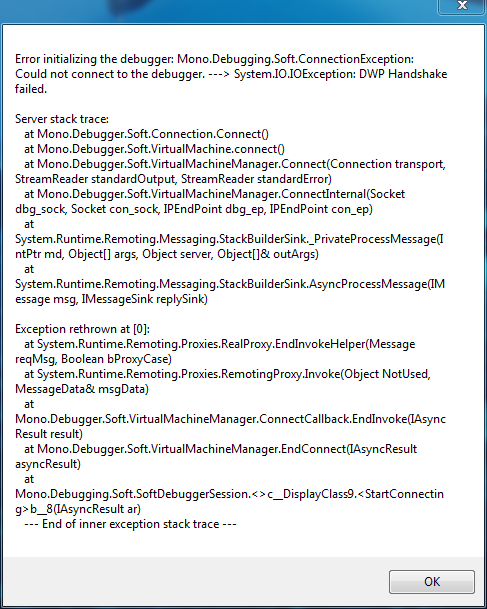 Error initializing the debugger: Mono.Debugging.Soft.ConnectionException:
Could not connect to the debugger. ---> System.IO.IOException: DWP Handshake
failed.

Server stack trace:
   at Mono.Debugger.Soft.Connection.Connect()
   at Mono.Debugger.Soft.VirtualMachine.connect()
   at Mono.Debugger.Soft.VirtualMachineManager.Connect(Connection transport,
StreamReader standardOutput, StreamReader standardError)
   at Mono.Debugger.Soft.VirtualMachineManager.ConnectInternal(Socket
dbg_sock, Socket con_sock, IPEndPoint dbg_ep, IPEndPoint con_ep)
   at
System.Runtime.Remoting.Messaging.StackBuilderSink._PrivateProcessMessage(I
ntPtr md, Object[] args, Object server, Object[]& outArgs)
   at
System.Runtime.Remoting.Messaging.StackBuilderSink.AsyncProcessMessage(IM
essage msg, IMessageSink replySink)

Exception rethrown at [0]:
   at System.Runtime.Remoting.Proxies.RealProxy.EndInvokeHelper(Message
reqMsg, Boolean bProxyCase)
   at System.Runtime.Remoting.Proxies.RemotingProxy.Invoke(Object NotUsed,
MessageData& msgData)
   at
Mono.Debugger.Soft.VirtualMachineManager.ConnectCallback.EndInvoke(IAsync
Result result)
   at Mono.Debugger.Soft.VirtualMachineManager.EndConnect(IAsyncResult
asyncResult)
   at
Mono.Debugging.Soft.SoftDebuggerSession.<>c__DisplayClass9.<StartConnectin
g>b__8(IAsyncResult ar)
   --- End of inner exception stack trace ---
OK